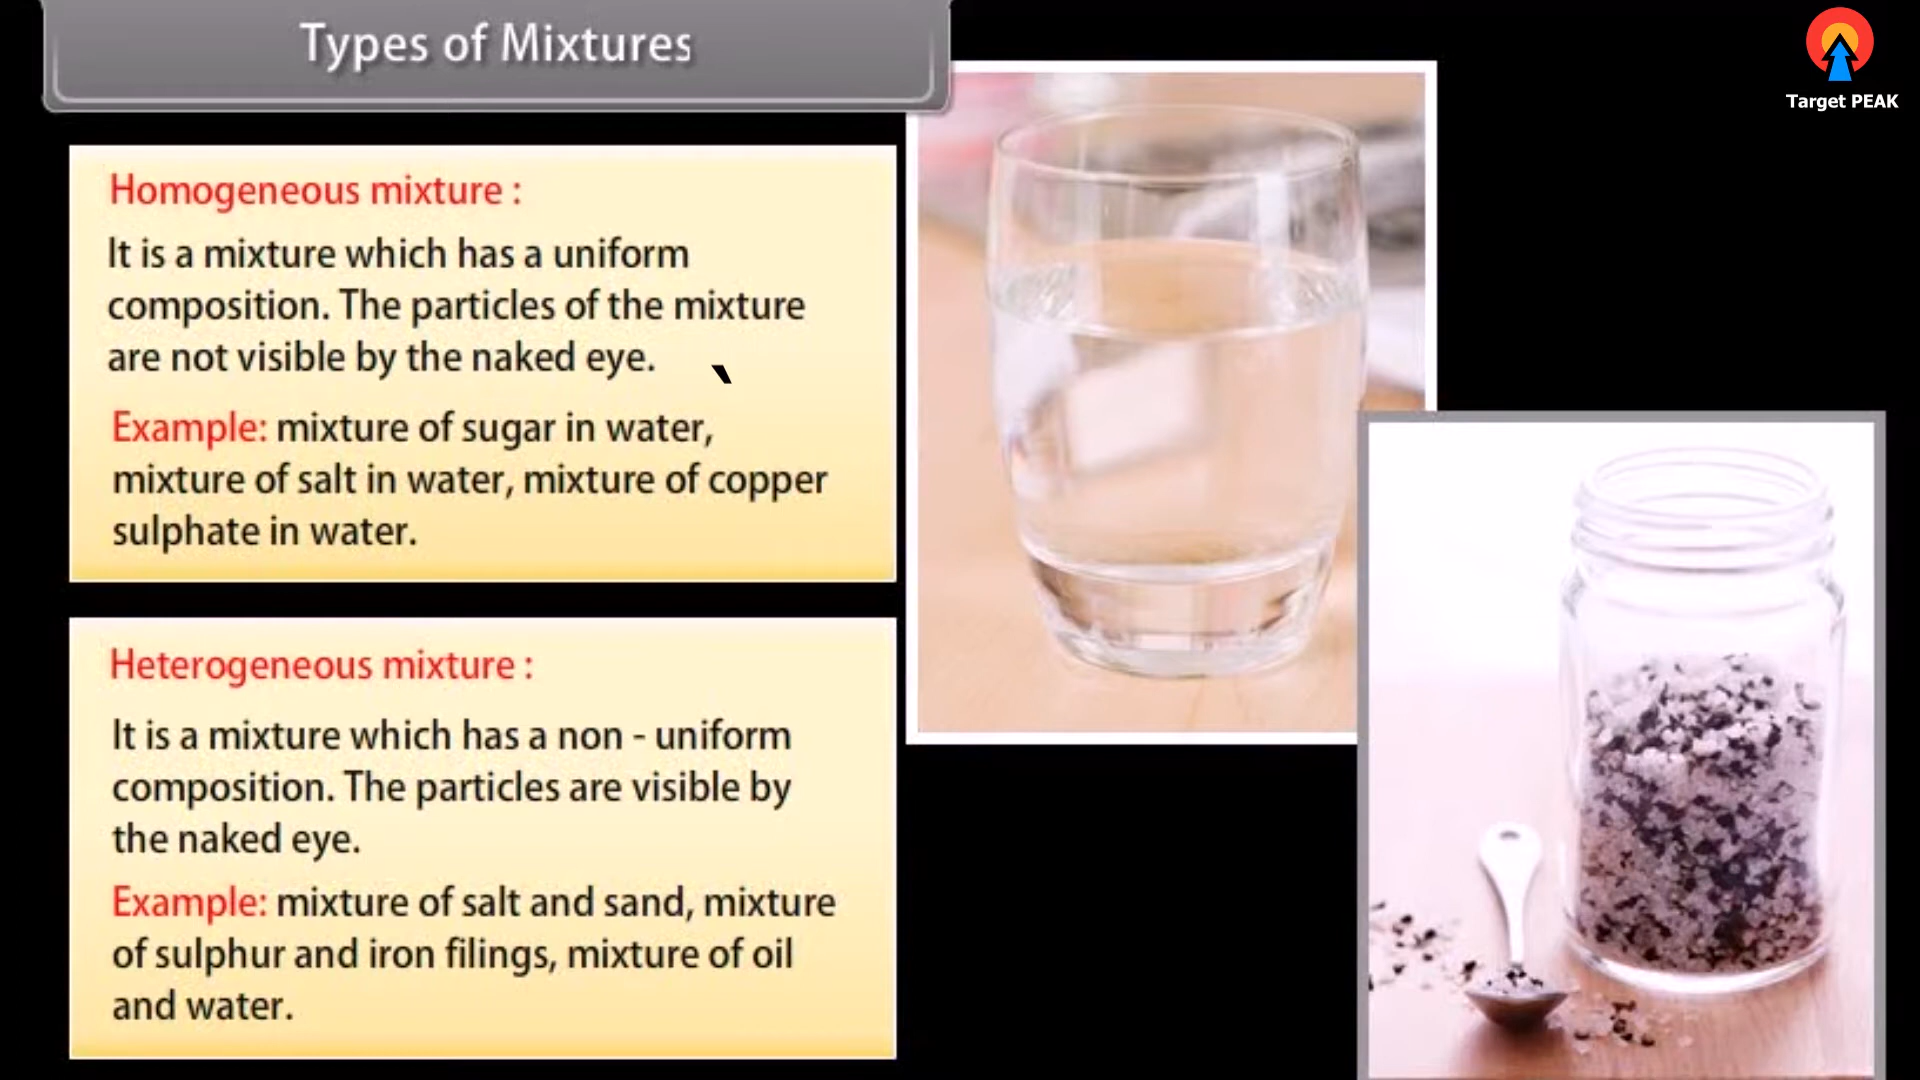 Types of Mixtures
Target PEAK
Homogeneous mixture :
It is a mixture which has a uniform
composition. The particles of the mixture
are not visible by the naked eye.
Example: mixture of sugar in water,
mixture of salt in water, mixture of copper
sulphate in water.
Heterogeneous mixture :
It is a mixture which has a non - uniform
composition. The particles are visible by
the naked eye.
Example: mixture of salt and sand, mixture
of sulphur and iron filings, mixture of oil
and water.